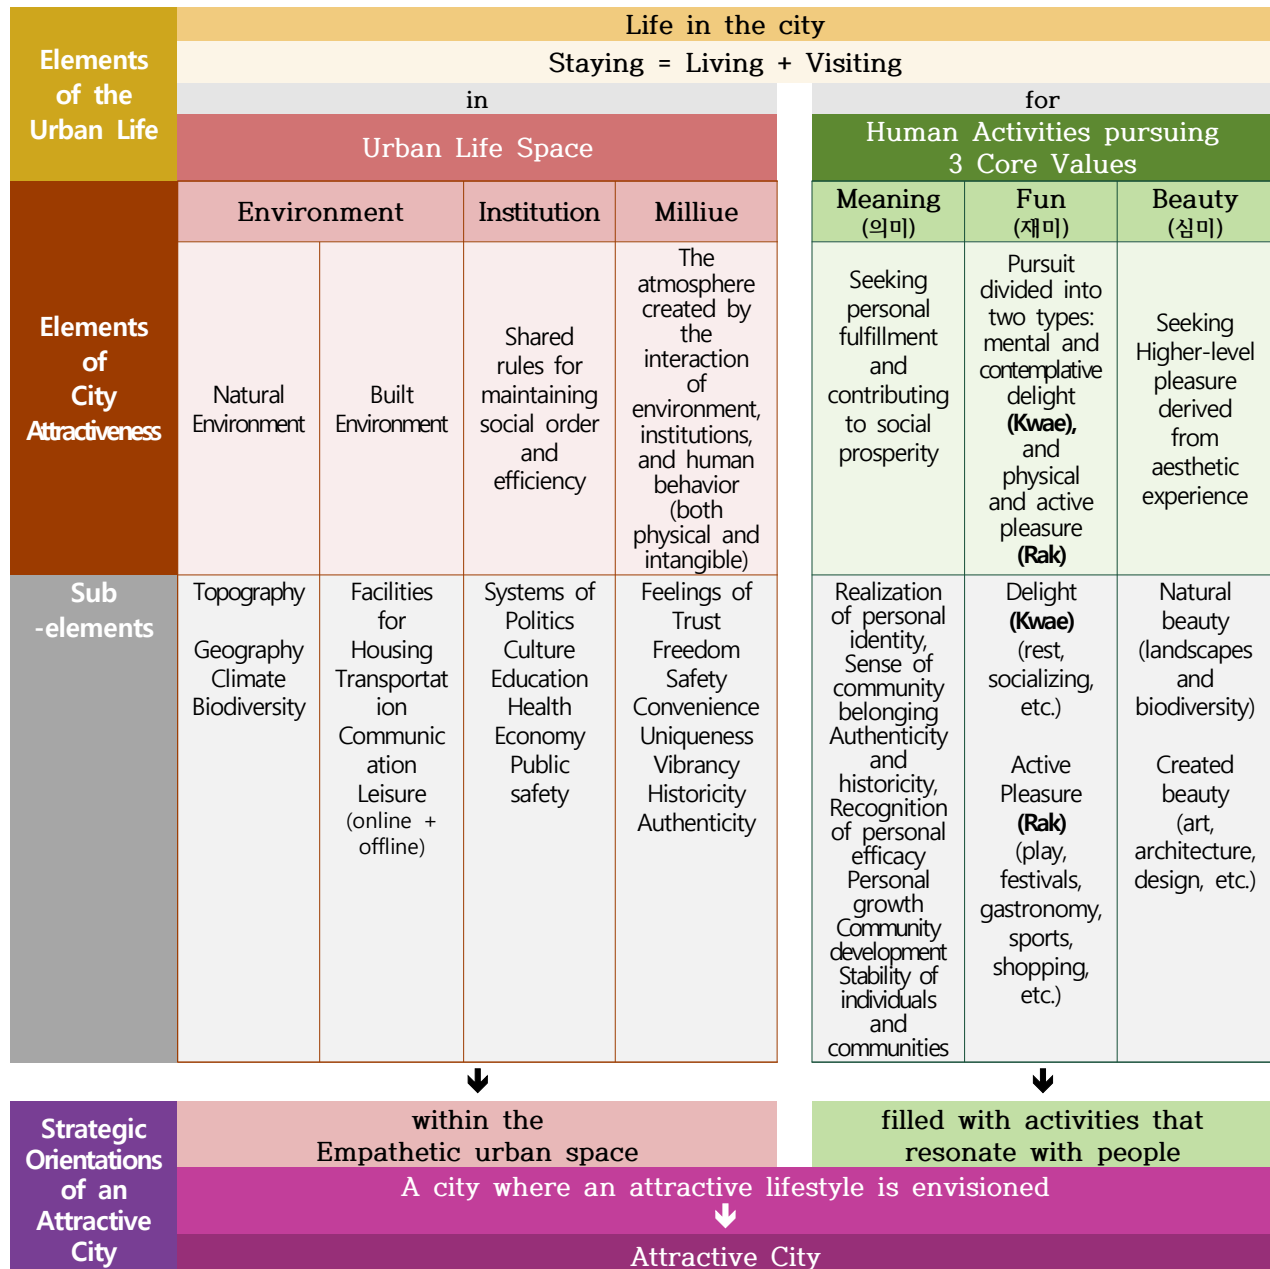 Elements
of the
Urban Life
Life in the city
Staying = Living + Visiting
in
Urban Life Space
for
Human Activities pursuing
3 Core Values
Elements
of
City
Attractiveness
Environment
Institution
Milliue
Meaning
(의미)
Fun
(재미)
Beauty
(심미)
Natural
Environment
Built
Environment
Shared
rules for
maintaining
social order
and
efficiency
The
atmosphere
created by
the
interaction
of
environment,
institutions,
and human
behavior
(both
physical and
intangible)
Seeking
personal
fulfillment
and
contributing
to social
prosperity
Pursuit
divided into
two types:
mental and
contemplative
delight
(Kwae),
and
physical
and active
pleasure
(Rak)
Seeking
Higher-level
pleasure
derived
from
aesthetic
experience
Sub
-elements
Topography
Geography
Climate
Biodiversity
Facilities
for
Housing
Transportat
ion
Communic
ation
Leisure
(online +
offline)
Systems of
Politics
Culture
Education
Health
Economy
Public
safety
Feelings of
Trust
Freedom
Safety
Convenience
Uniqueness
Vibrancy
Historicity
Authenticity
Realization
of personal
identity,
Sense of
community
belonging
Authenticity
and
historicity,
Recognition
of personal
efficacy
Personal
growth
Community
development
Stability of
individuals
and
communities
Delight
(Kwae)
(rest,
socializing,
etc.)
Active
Pleasure
(Rak)
(play,
festivals,
gastronomy,
sports,
shopping,
etc.)
Natural
beauty
(landscapes
and
biodiversity)
Created
beauty
(art,
architecture,
design, etc.)
Strategic
Orientations
of an
Attractive
City
within the
Empathetic urban space
filled with activities that
resonate with people
A city where an attractive lifestyle is envisioned
Attractive City